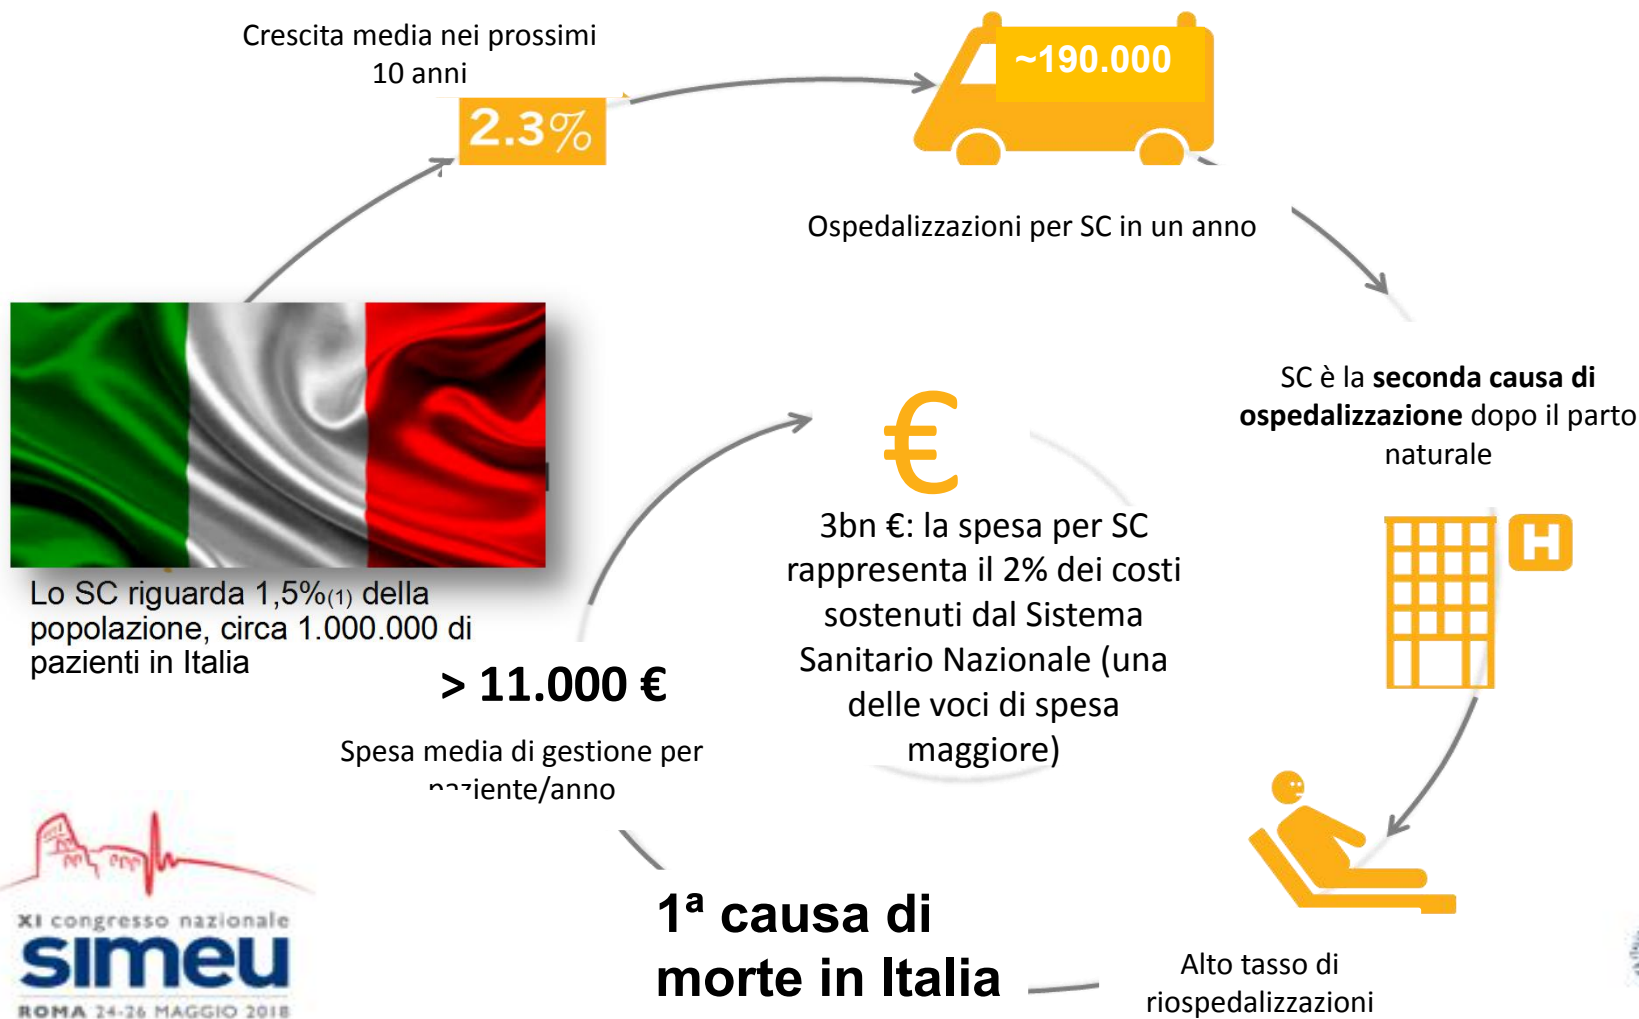 Crescita media nei prossimi
10 anni
2.3%
~190.000
Ospedalizzazioni per SC in un anno
SC è la seconda causa di
ospedalizzazione dopo il parto
naturale
H
€
3bn €: la spesa per SC
rappresenta il 2% dei costi
sostenuti dal Sistema
Sanitario Nazionale (una
delle voci di spesa
maggiore)
Lo SC riguarda 1,5%(1) della
popolazione, circa 1.000.000 di
pazienti in Italia
> 11.000 €
Spesa media di gestione per
paziente/anno
1ª causa di
morte in Italia
Alto tasso di
riospedalizzazioni
XI congresso nazionale
simeu
ROMA 24-26 MAGGIO 2018